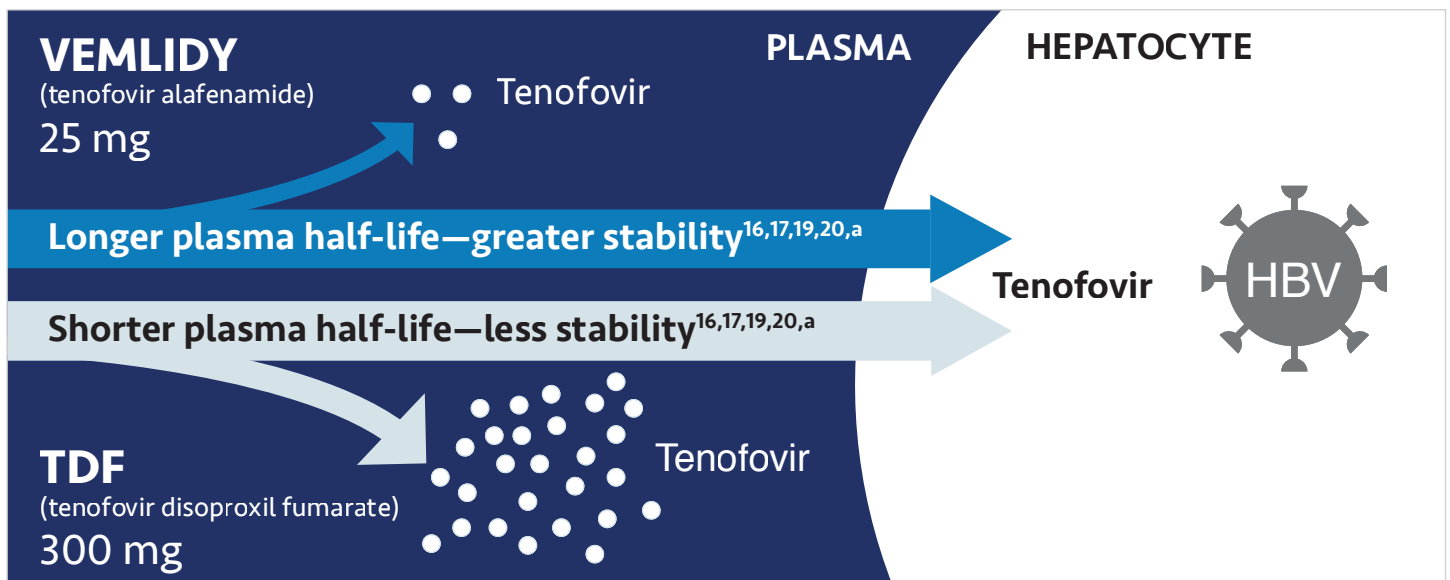 VEMLIDY
(tenofovir alafenamide)
25 mg
Tenofovir
PLASMA
HEPATOCYTE
Longer plasma half-life—greater stability16,17,19,20,a
Shorter plasma half-life—less stability16,17,19,20,a
Tenofovir
HBV
TDF
(tenofovir disoproxil fumarate)
300 mg
Tenofovir